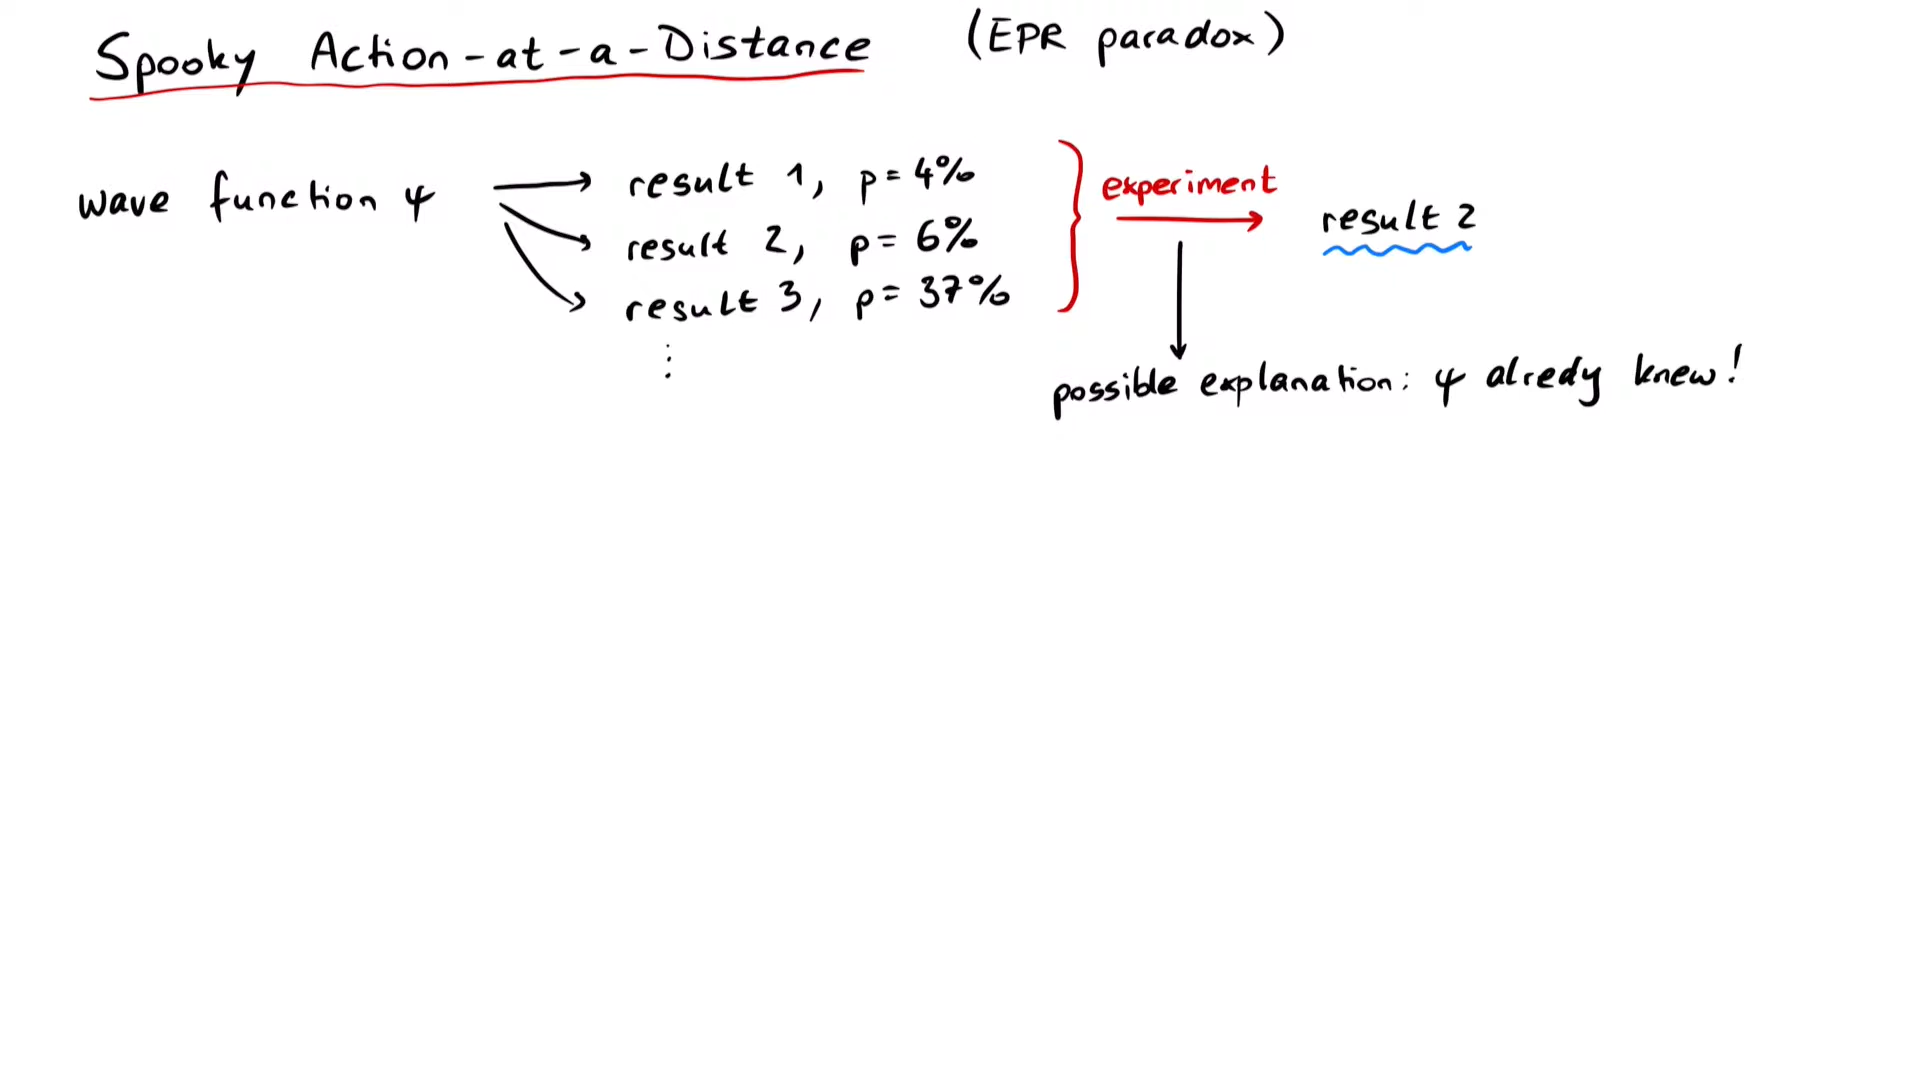 Spooky Action-at-a-Distance (EPR paradox)
wave function ψ
result 1, p = 4%
result 2, p = 6%
result 3, p = 37%
⋮
experiment
result 2
possible explanation: ψ alredy knew!